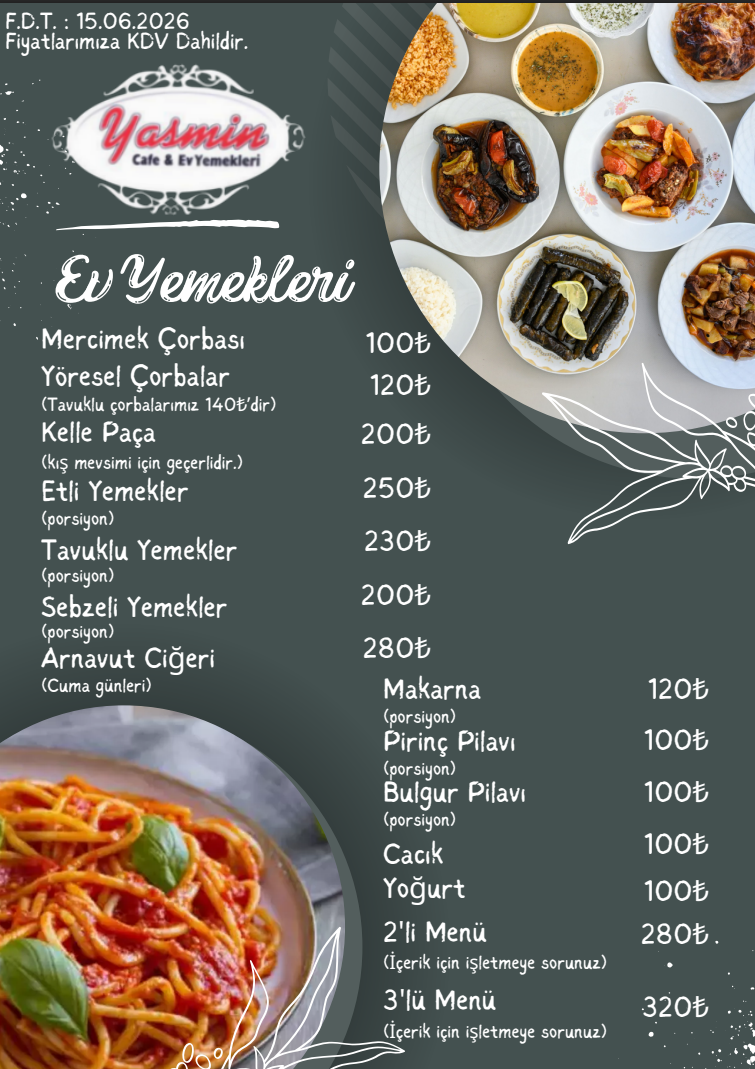 F.D.T. : 15.06.2026
Fiyatlarımıza KDV Dahildir.
Yasmin
Cafe & Ev Yemekleri
Ev Yemekleri
Mercimek Çorbası 100₺
Yöresel Çorbalar 120₺
(Tavuklu çorbalarımız 140₺'dir)
Kelle Paça 200₺
(kış mevsimi için geçerlidir.)
Etli Yemekler 250₺
(porsiyon)
Tavuklu Yemekler 230₺
(porsiyon)
Sebzeli Yemekler 200₺
(porsiyon)
Arnavut Ciğeri 280₺
(Cuma günleri)
Makarna 120₺
(porsiyon)
Pirinç Pilavı 100₺
(porsiyon)
Bulgur Pilavı 100₺
(porsiyon)
Cacık 100₺
Yoğurt 100₺
2'li Menü 280₺
(İçerik için işletmeye sorunuz)
3'lü Menü 320₺
(İçerik için işletmeye sorunuz)